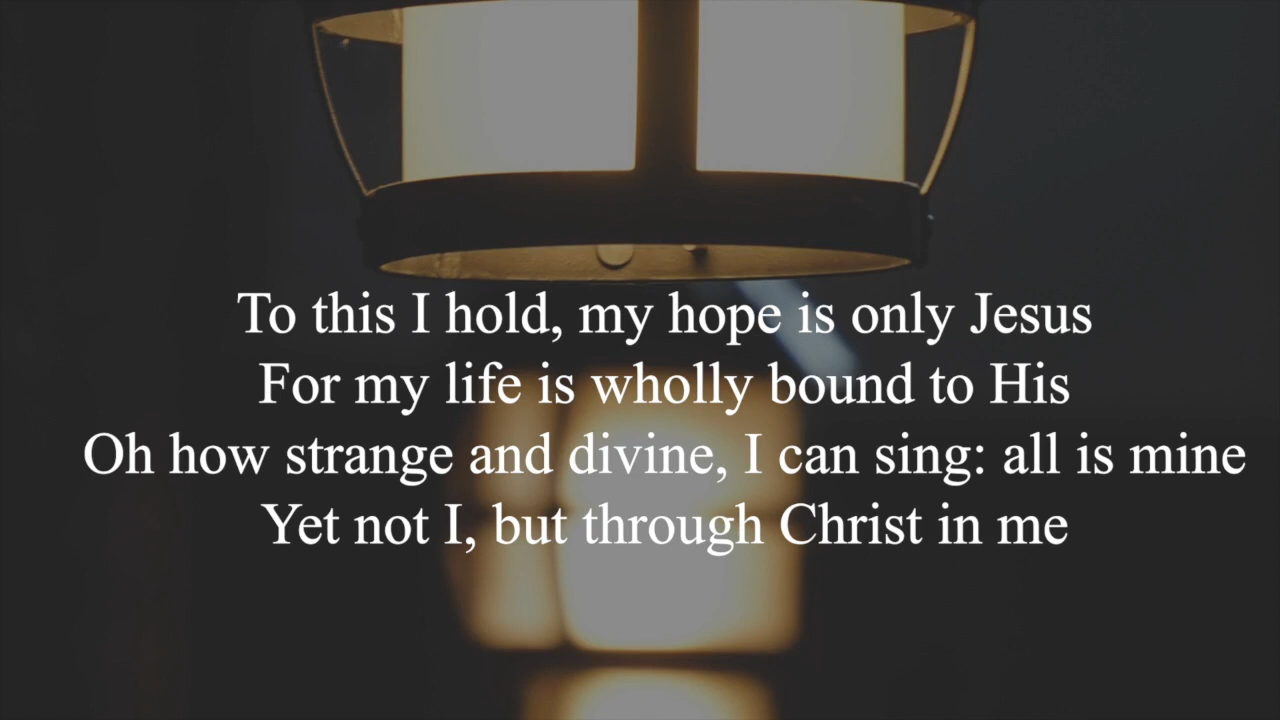 To this I hold, my hope is only Jesus
For my life is wholly bound to His
Oh how strange and divine, I can sing: all is mine
Yet not I, but through Christ in me